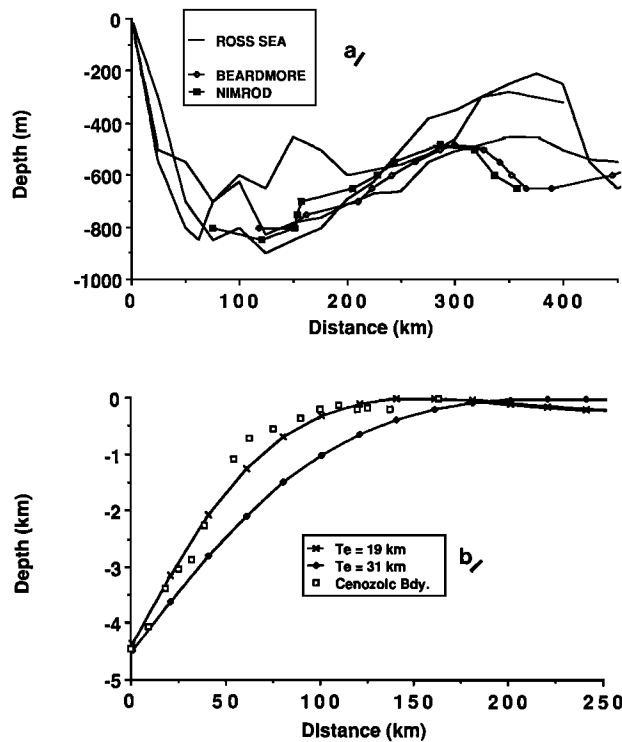 0
-200
-400
-600
-800
-1000
Depth (m)
ROSS SEA
BEARDMORE
NIMROD
a/
0 100 200 300 400
Distance (km)
0
-1
-2
-3
-4
-5
Depth (km)
Te = 19 km
Te = 31 km
Cenozoic Bdy.
b/
0 50 100 150 200 250
Distance (km)